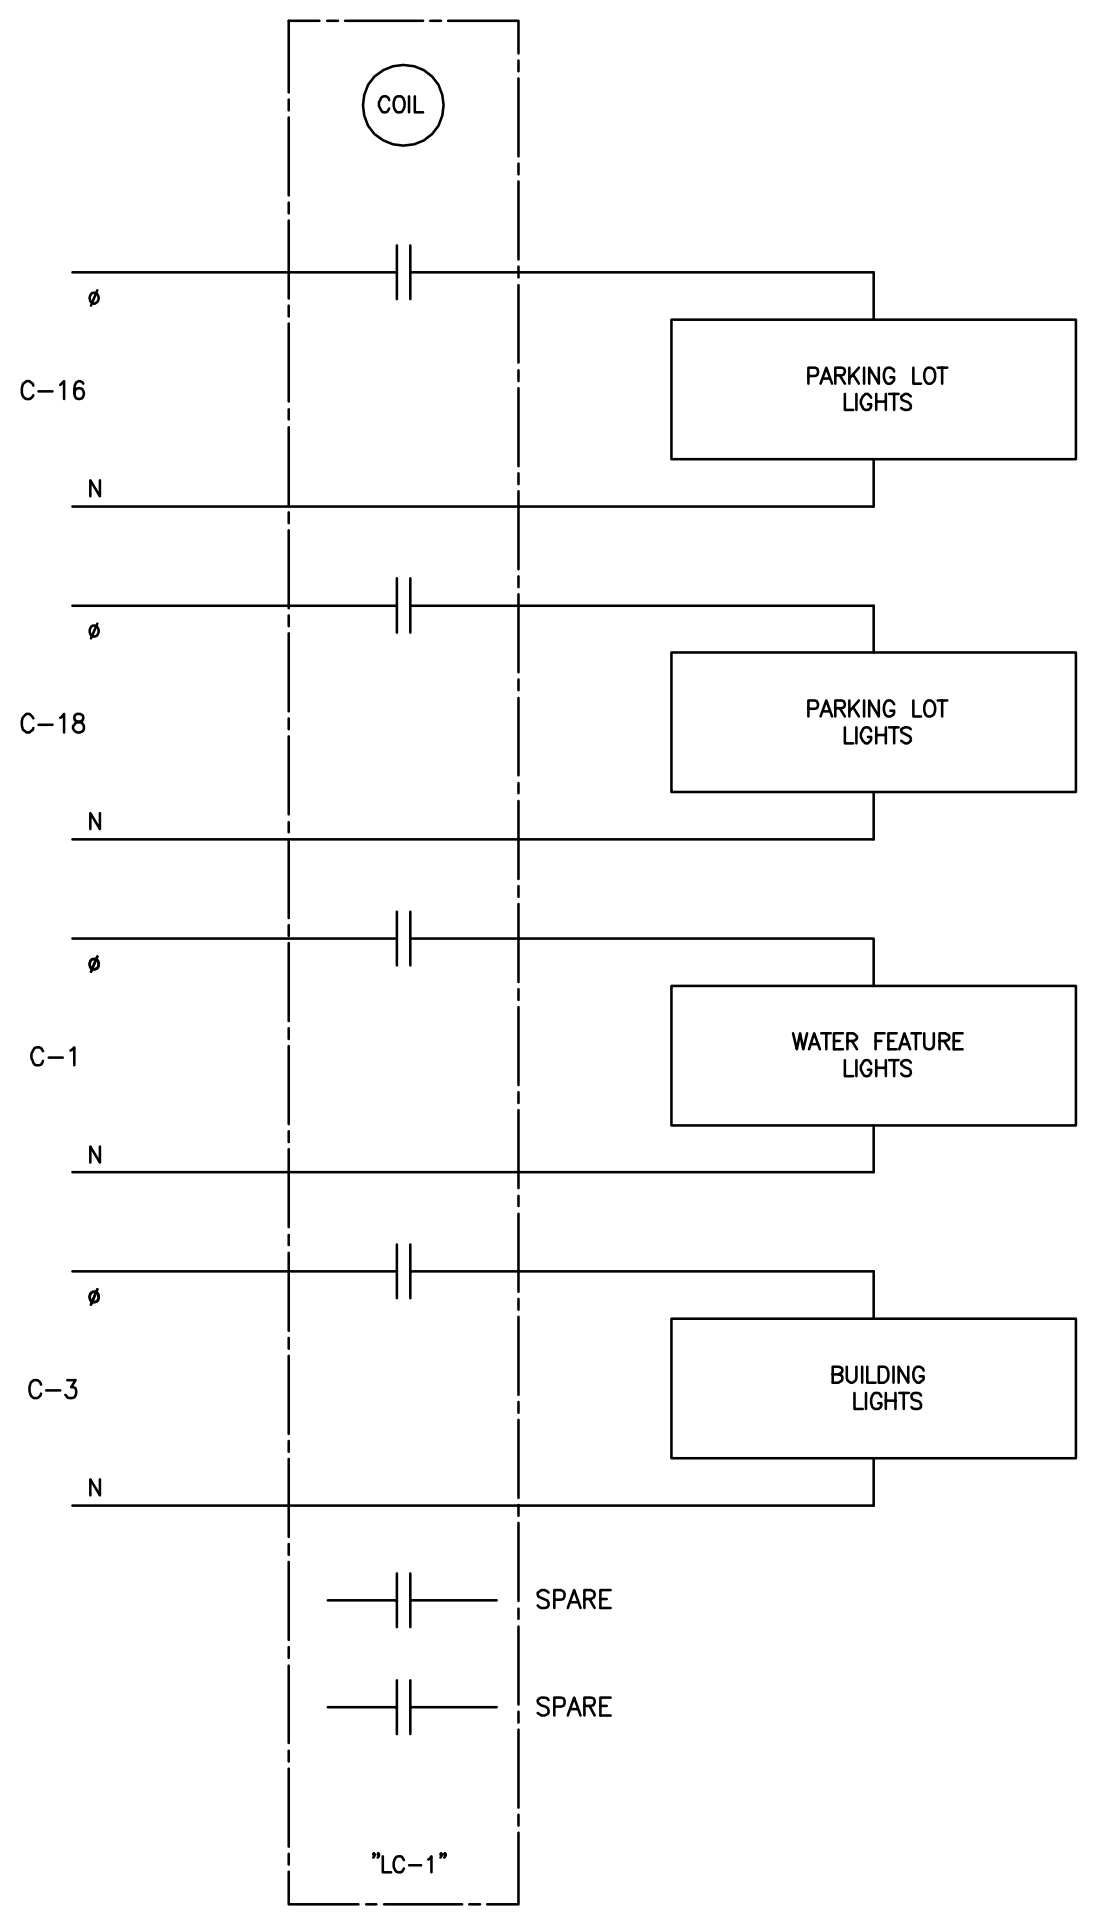 COIL
ø
C-16
PARKING LOT
LIGHTS
N
ø
C-18
PARKING LOT
LIGHTS
N
ø
C-1
WATER FEATURE
LIGHTS
N
ø
C-3
BUILDING
LIGHTS
N
SPARE
SPARE
"LC-1"